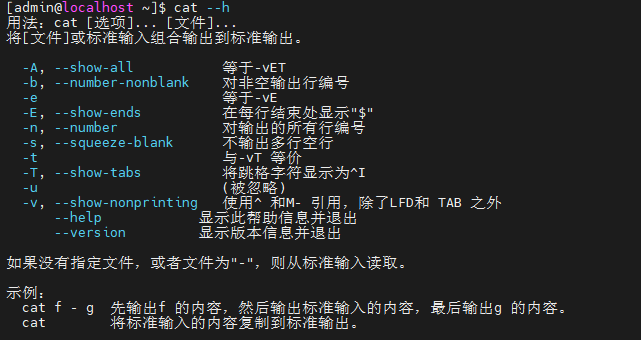 [admin@localhost ~]$ cat --h
用法：cat [选项]... [文件]...
将[文件]或标准输入组合输出到标准输出。

  -A, --show-all           等于-vET
  -b, --number-nonblank    对非空输出行编号
  -e                       等于-vE
  -E, --show-ends          在每行结束处显示"$"
  -n, --number             对输出的所有行编号
  -s, --squeeze-blank      不输出多行空行
  -t                       与-vT 等价
  -T, --show-tabs          将跳格字符显示为^I
  -u                       (被忽略)
  -v, --show-nonprinting   使用^ 和M- 引用，除了LFD和 TAB 之外
      --help            显示此帮助信息并退出
      --version         显示版本信息并退出

如果没有指定文件，或者文件为"-"，则从标准输入读取。

示例：
  cat f - g  先输出f 的内容，然后输出标准输入的内容，最后输出g 的内容。
  cat        将标准输入的内容复制到标准输出。